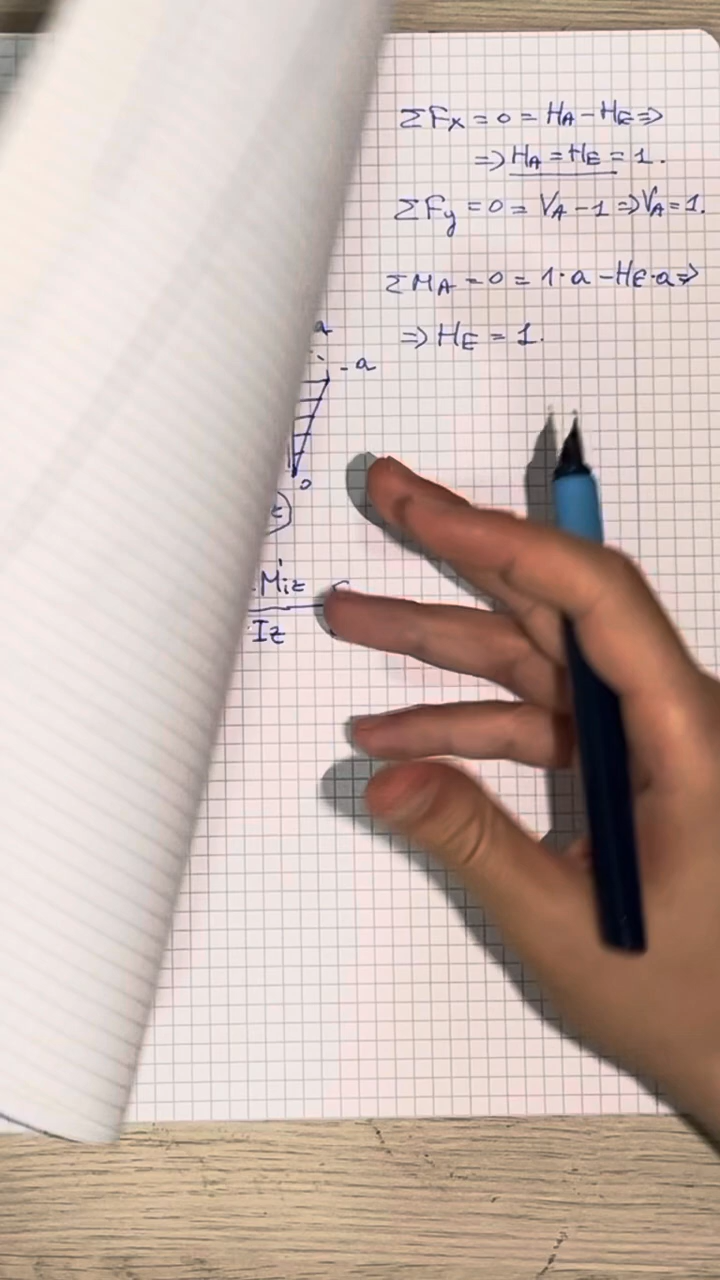 ΣFx = 0 = HA - HE =>
=> HA = HE = 1.
ΣFy = 0 = VA - 1 => VA = 1.
ΣMA = 0 = 1·a - HE·a =>
=> HE = 1.
a
- a
0
Miz
Iz